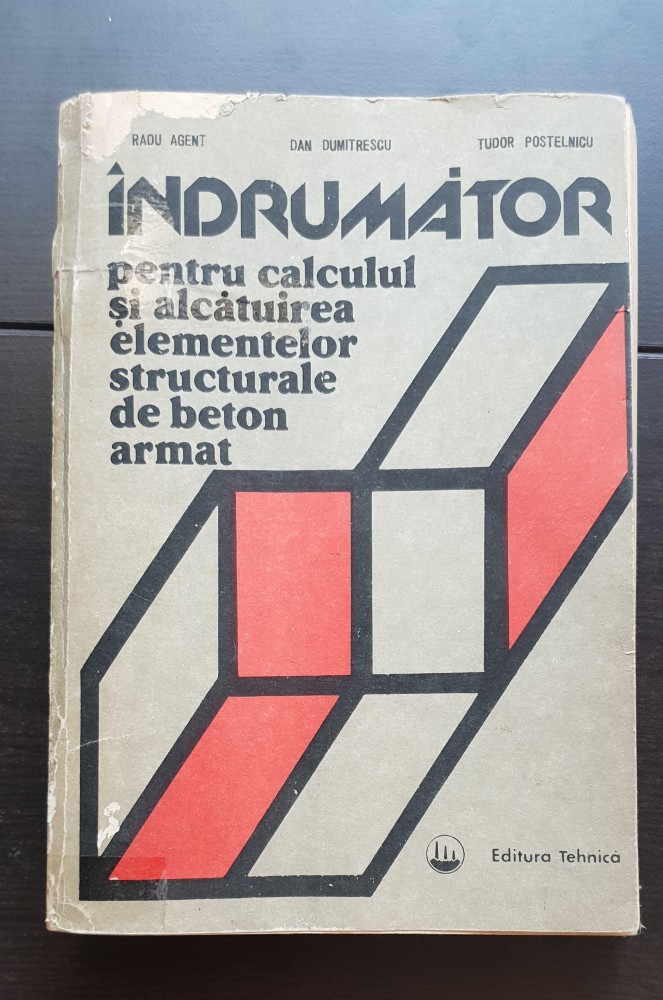 RADU AGENT DAN DUMITRESCU TUDOR POSTELNICU
ÎNDRUMĂTOR
pentru calculul
și alcătuirea
elementelor
structurale
de beton
armat
Editura Tehnică